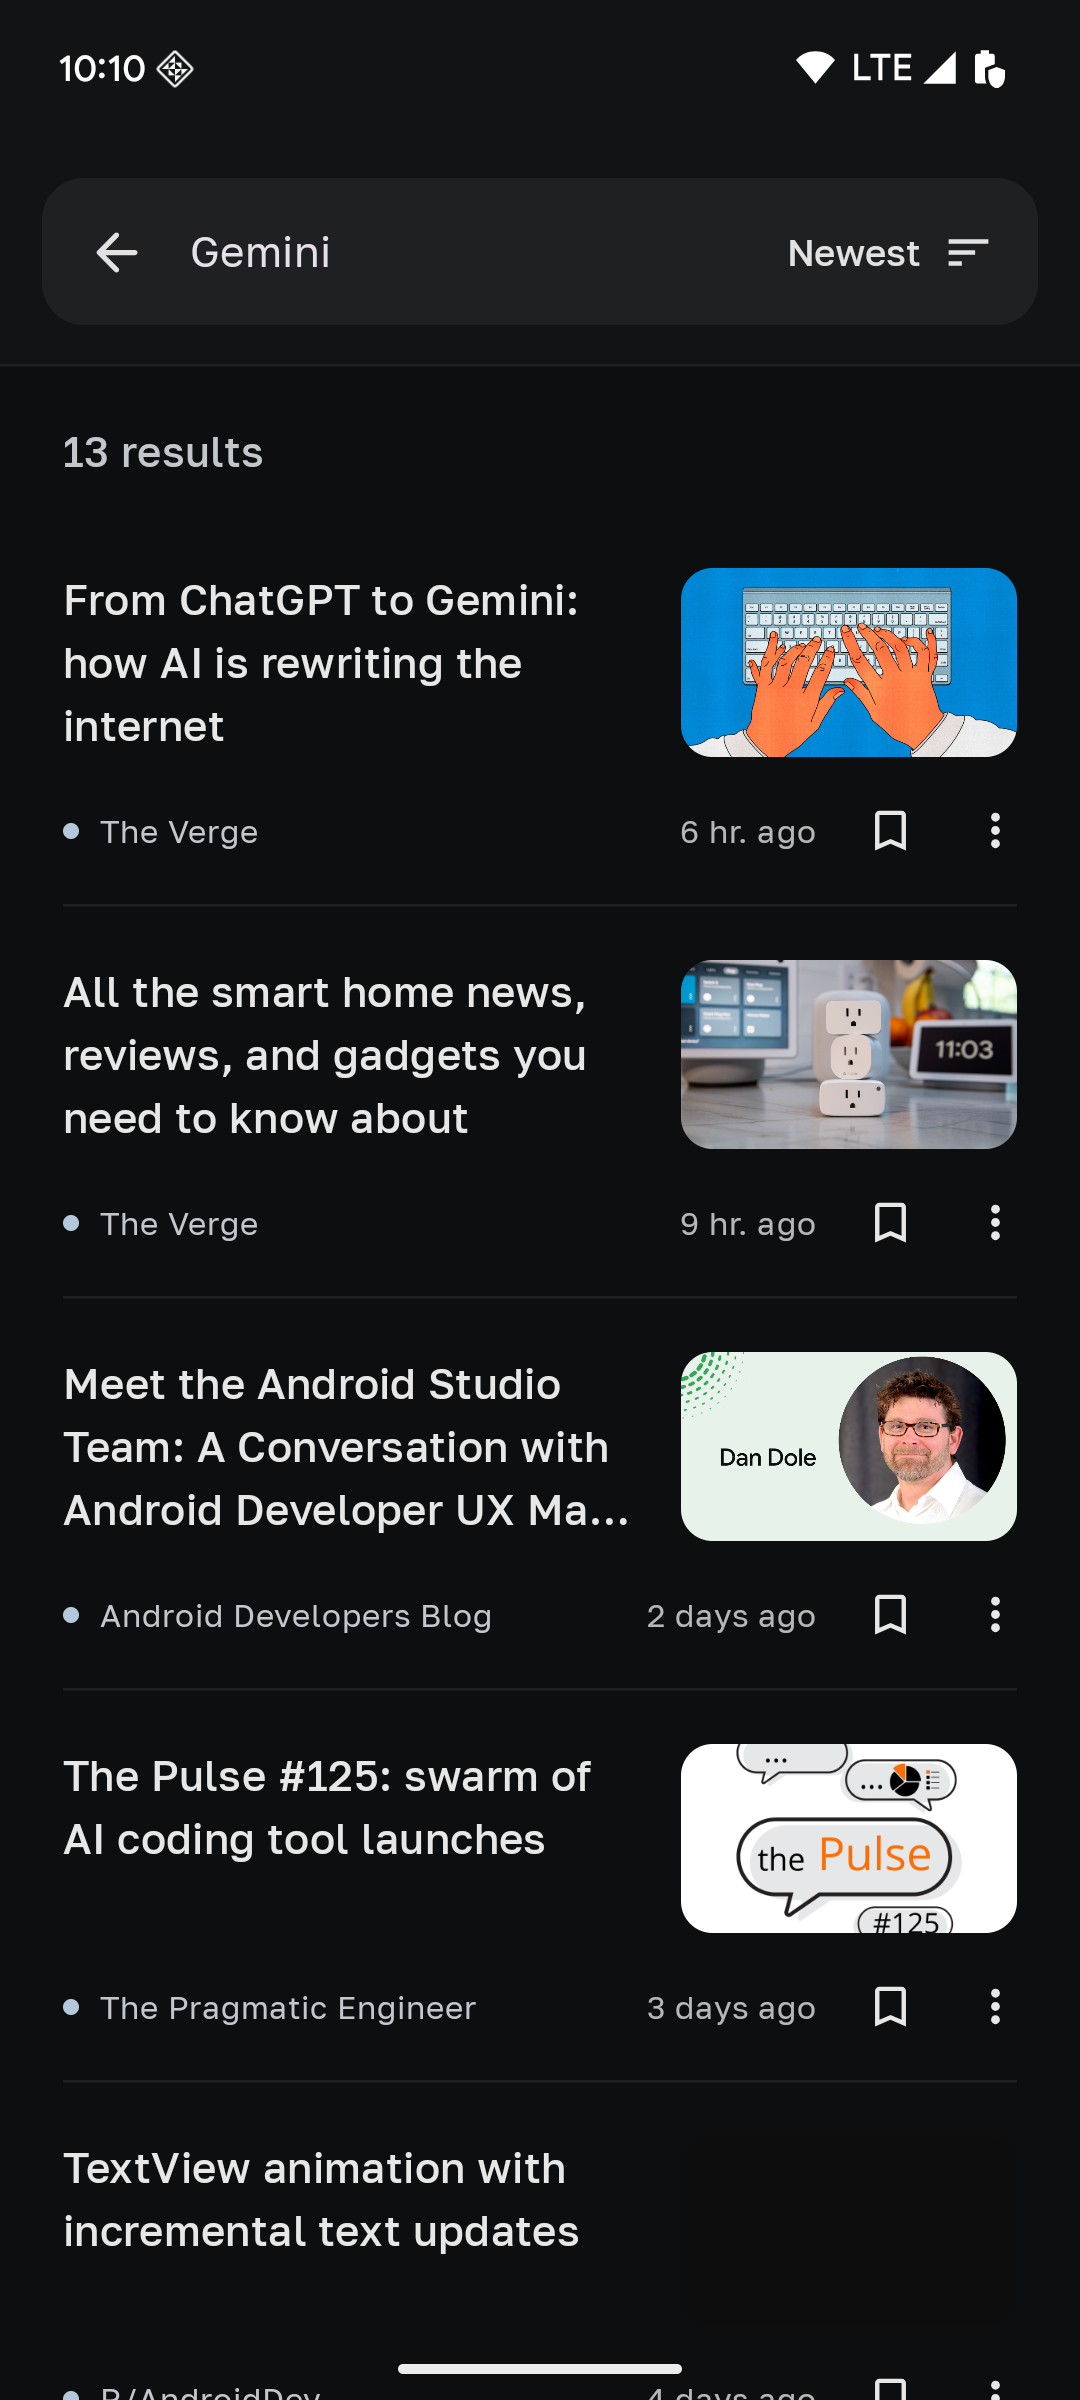 10:10 LTE
Gemini Newest
13 results
From ChatGPT to Gemini:
how AI is rewriting the
internet
The Verge 6 hr. ago
All the smart home news,
reviews, and gadgets you
need to know about
11:03
The Verge 9 hr. ago
Meet the Android Studio
Team: A Conversation with
Android Developer UX Ma...
Dan Dole
Android Developers Blog 2 days ago
The Pulse #125: swarm of
AI coding tool launches
...
...
the Pulse
#125
The Pragmatic Engineer 3 days ago
TextView animation with
incremental text updates
R/AndroidDev 4 days ago